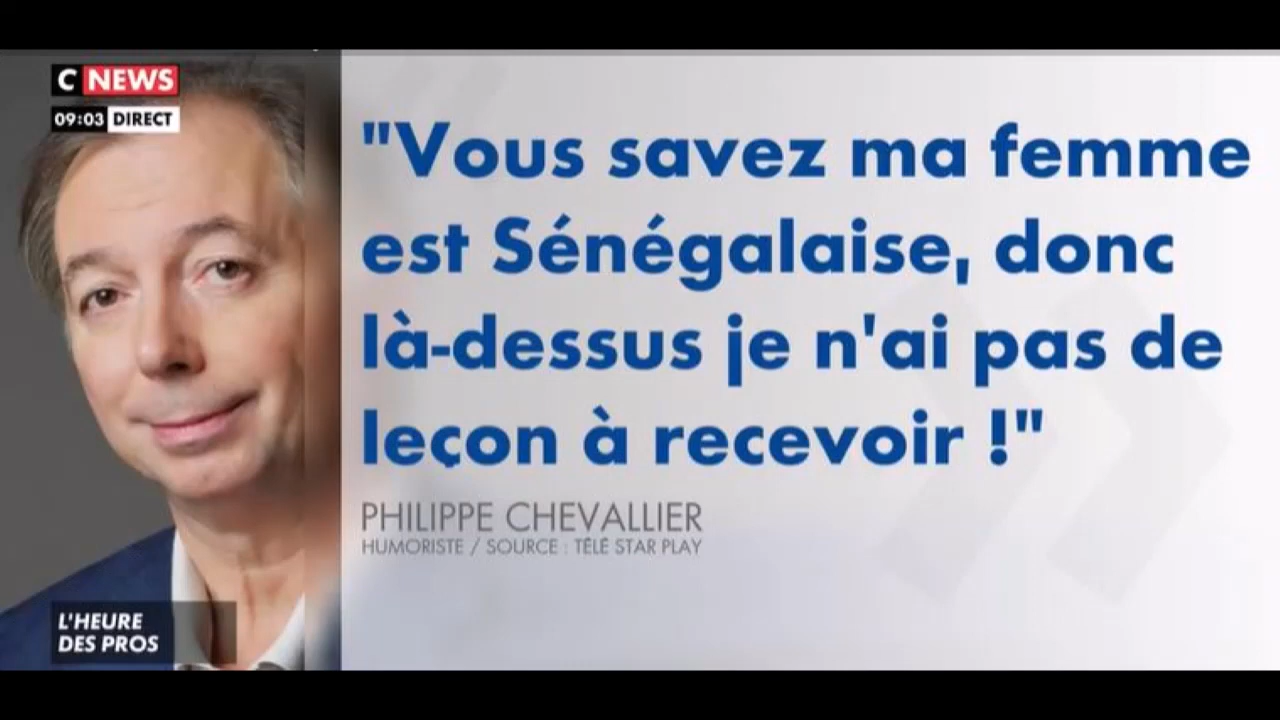 C NEWS
09:03 DIRECT
"Vous savez ma femme
est Sénégalaise, donc
là-dessus je n'ai pas de
leçon à recevoir !"
PHILIPPE CHEVALLIER
HUMORISTE / SOURCE : TÉLÉ STAR PLAY
L'HEURE
DES PROS